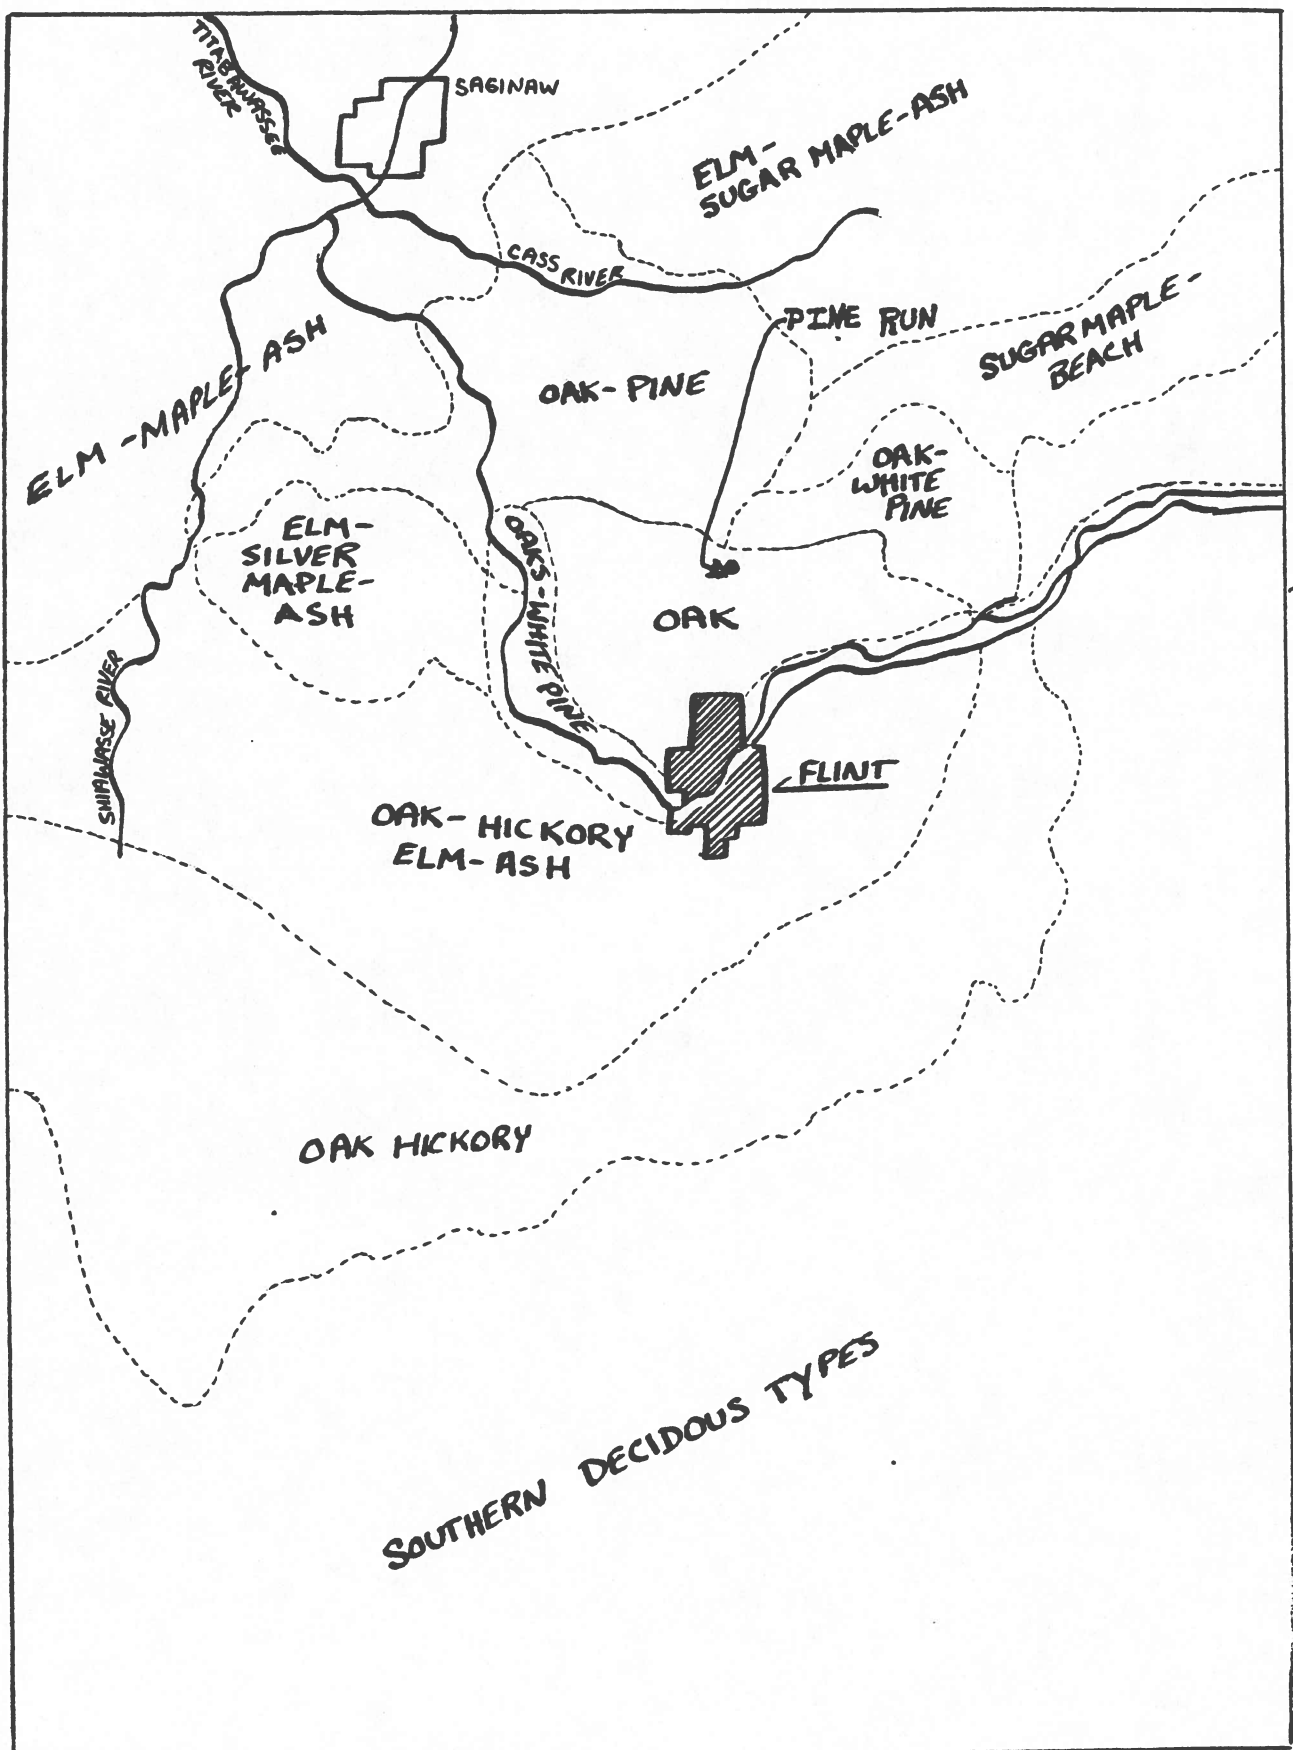 TITABAWASSEE
RIVER
SAGINAW
ELM-
SUGAR MAPLE-ASH
CASS
RIVER
PINE RUN
SUGAR MAPLE-
BEACH
ELM-MAPLE-ASH
OAK-PINE
OAK-
WHITE
PINE
ELM-
SILVER
MAPLE-
ASH
OAKS-WHITE PINE
OAK
SHIAWASSE RIVER
FLINT
OAK-HICKORY
ELM-ASH
OAK HICKORY
SOUTHERN DECIDOUS TYPES